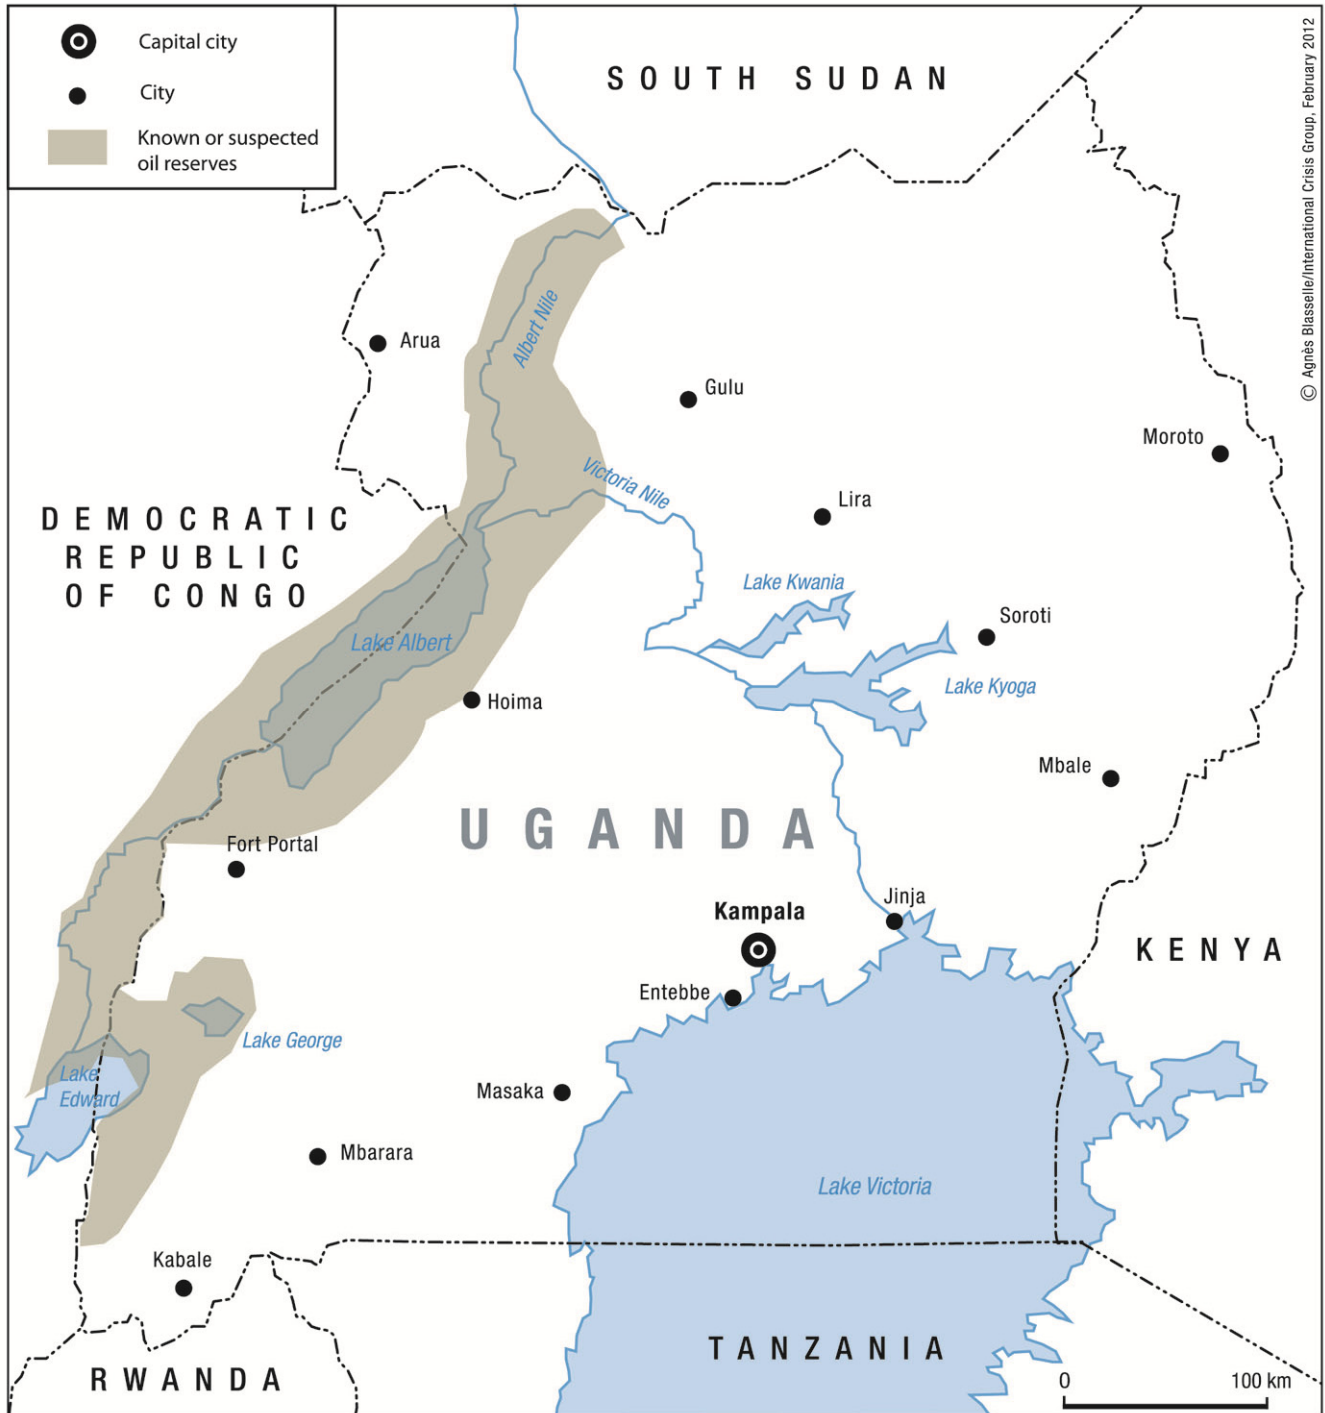 Capital city
City
Known or suspected
oil reserves
SOUTH SUDAN
© Agnès Blasselle/International Crisis Group, February 2012
Albert Nile
Arua
Gulu
Moroto
Victoria Nile
Lira
DEMOCRATIC
REPUBLIC
OF CONGO
Lake Kwania
Soroti
Lake Albert
Lake Kyoga
Hoima
Mbale
UGANDA
Fort Portal
Jinja
Kampala
KENYA
Entebbe
Lake George
Lake
Edward
Masaka
Mbarara
Lake Victoria
Kabale
TANZANIA
RWANDA
0 100 km